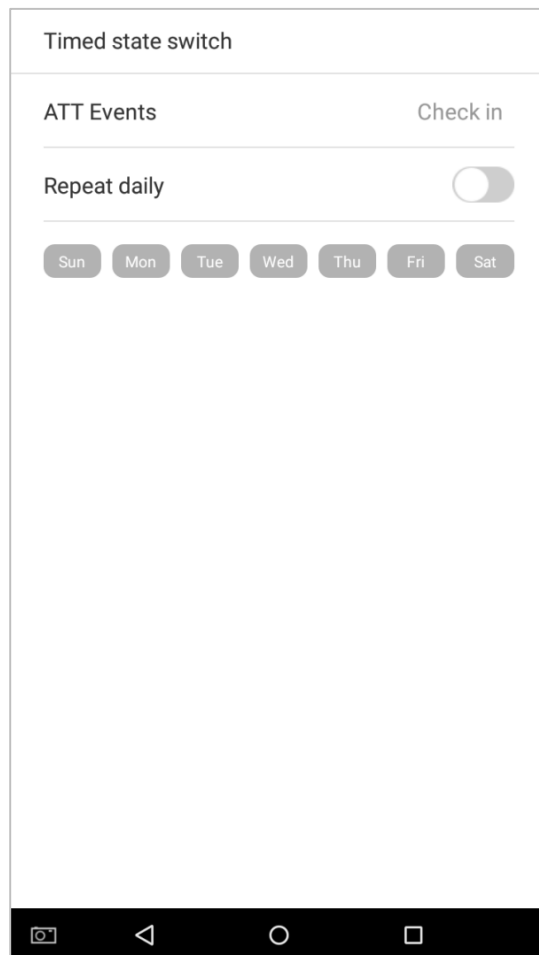 Timed state switch
ATT Events Check in
Repeat daily
Sun Mon Tue Wed Thu Fri Sat